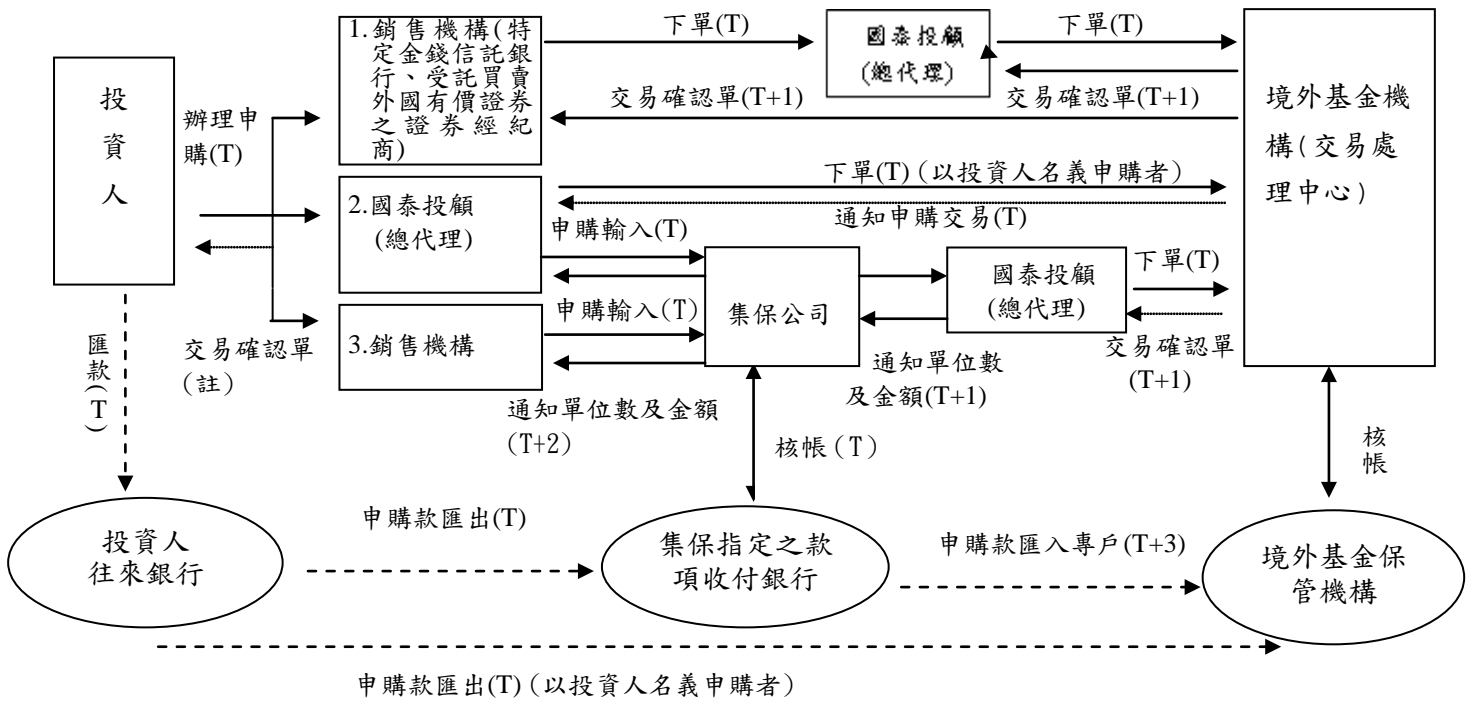 投
資
人
辦理申
購(T)
交易確認單
(註)
匯
款
(T)
1.銷售機構(特
定金錢信託銀
行、受託買賣
外國有價證券
之證券經紀
商)
下單(T)
國泰投顧
(總代理)
下單(T)
交易確認單(T+1)
交易確認單(T+1)
境外基金機
構(交易處
理中心)
2.國泰投顧
(總代理)
下單(T)(以投資人名義申購者)
通知申購交易(T)
申購輸入(T)
申購輸入(T)
3.銷售機構
集保公司
國泰投顧
(總代理)
下單(T)
交易確認單
(T+1)
通知單位數
及金額(T+1)
通知單位數及金額
(T+2)
核帳(T)
核
帳
投資人
往來銀行
申購款匯出(T)
集保指定之款
項收付銀行
申購款匯入專戶(T+3)
境外基金保
管機構
申購款匯出(T)(以投資人名義申購者)